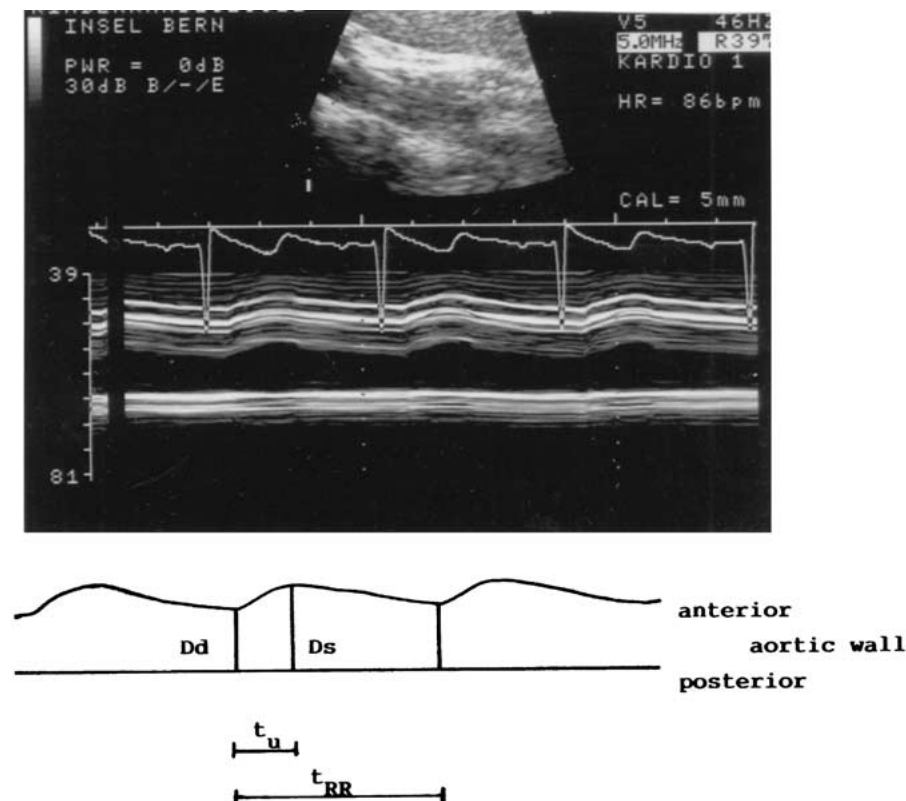 INSEL BERN
PWR = 0dB
30dB B/-/E
V5 46HZ
5.0MHz R39
KARDIO 1
HR= 86bpm
CAL= 5mm
39
81
Dd Ds
anterior
aortic wall
posterior
tu
tRR